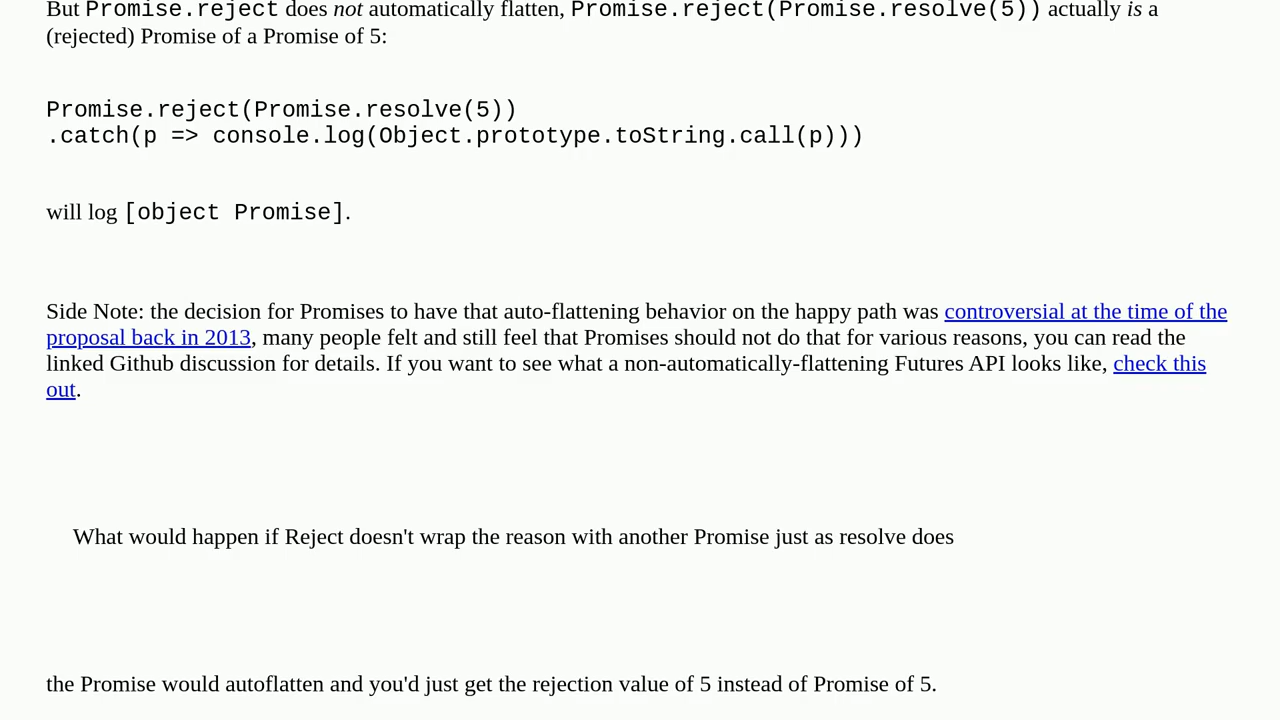 But Promise.reject does not automatically flatten, Promise.reject(Promise.resolve(5)) actually is a
(rejected) Promise of a Promise of 5:
Promise.reject(Promise.resolve(5))
.catch(p => console.log(Object.prototype.toString.call(p)))
will log [object Promise].
Side Note: the decision for Promises to have that auto-flattening behavior on the happy path was controversial at the time of the
proposal back in 2013, many people felt and still feel that Promises should not do that for various reasons, you can read the
linked Github discussion for details. If you want to see what a non-automatically-flattening Futures API looks like, check this
out.
What would happen if Reject doesn't wrap the reason with another Promise just as resolve does
the Promise would autoflatten and you'd just get the rejection value of 5 instead of Promise of 5.